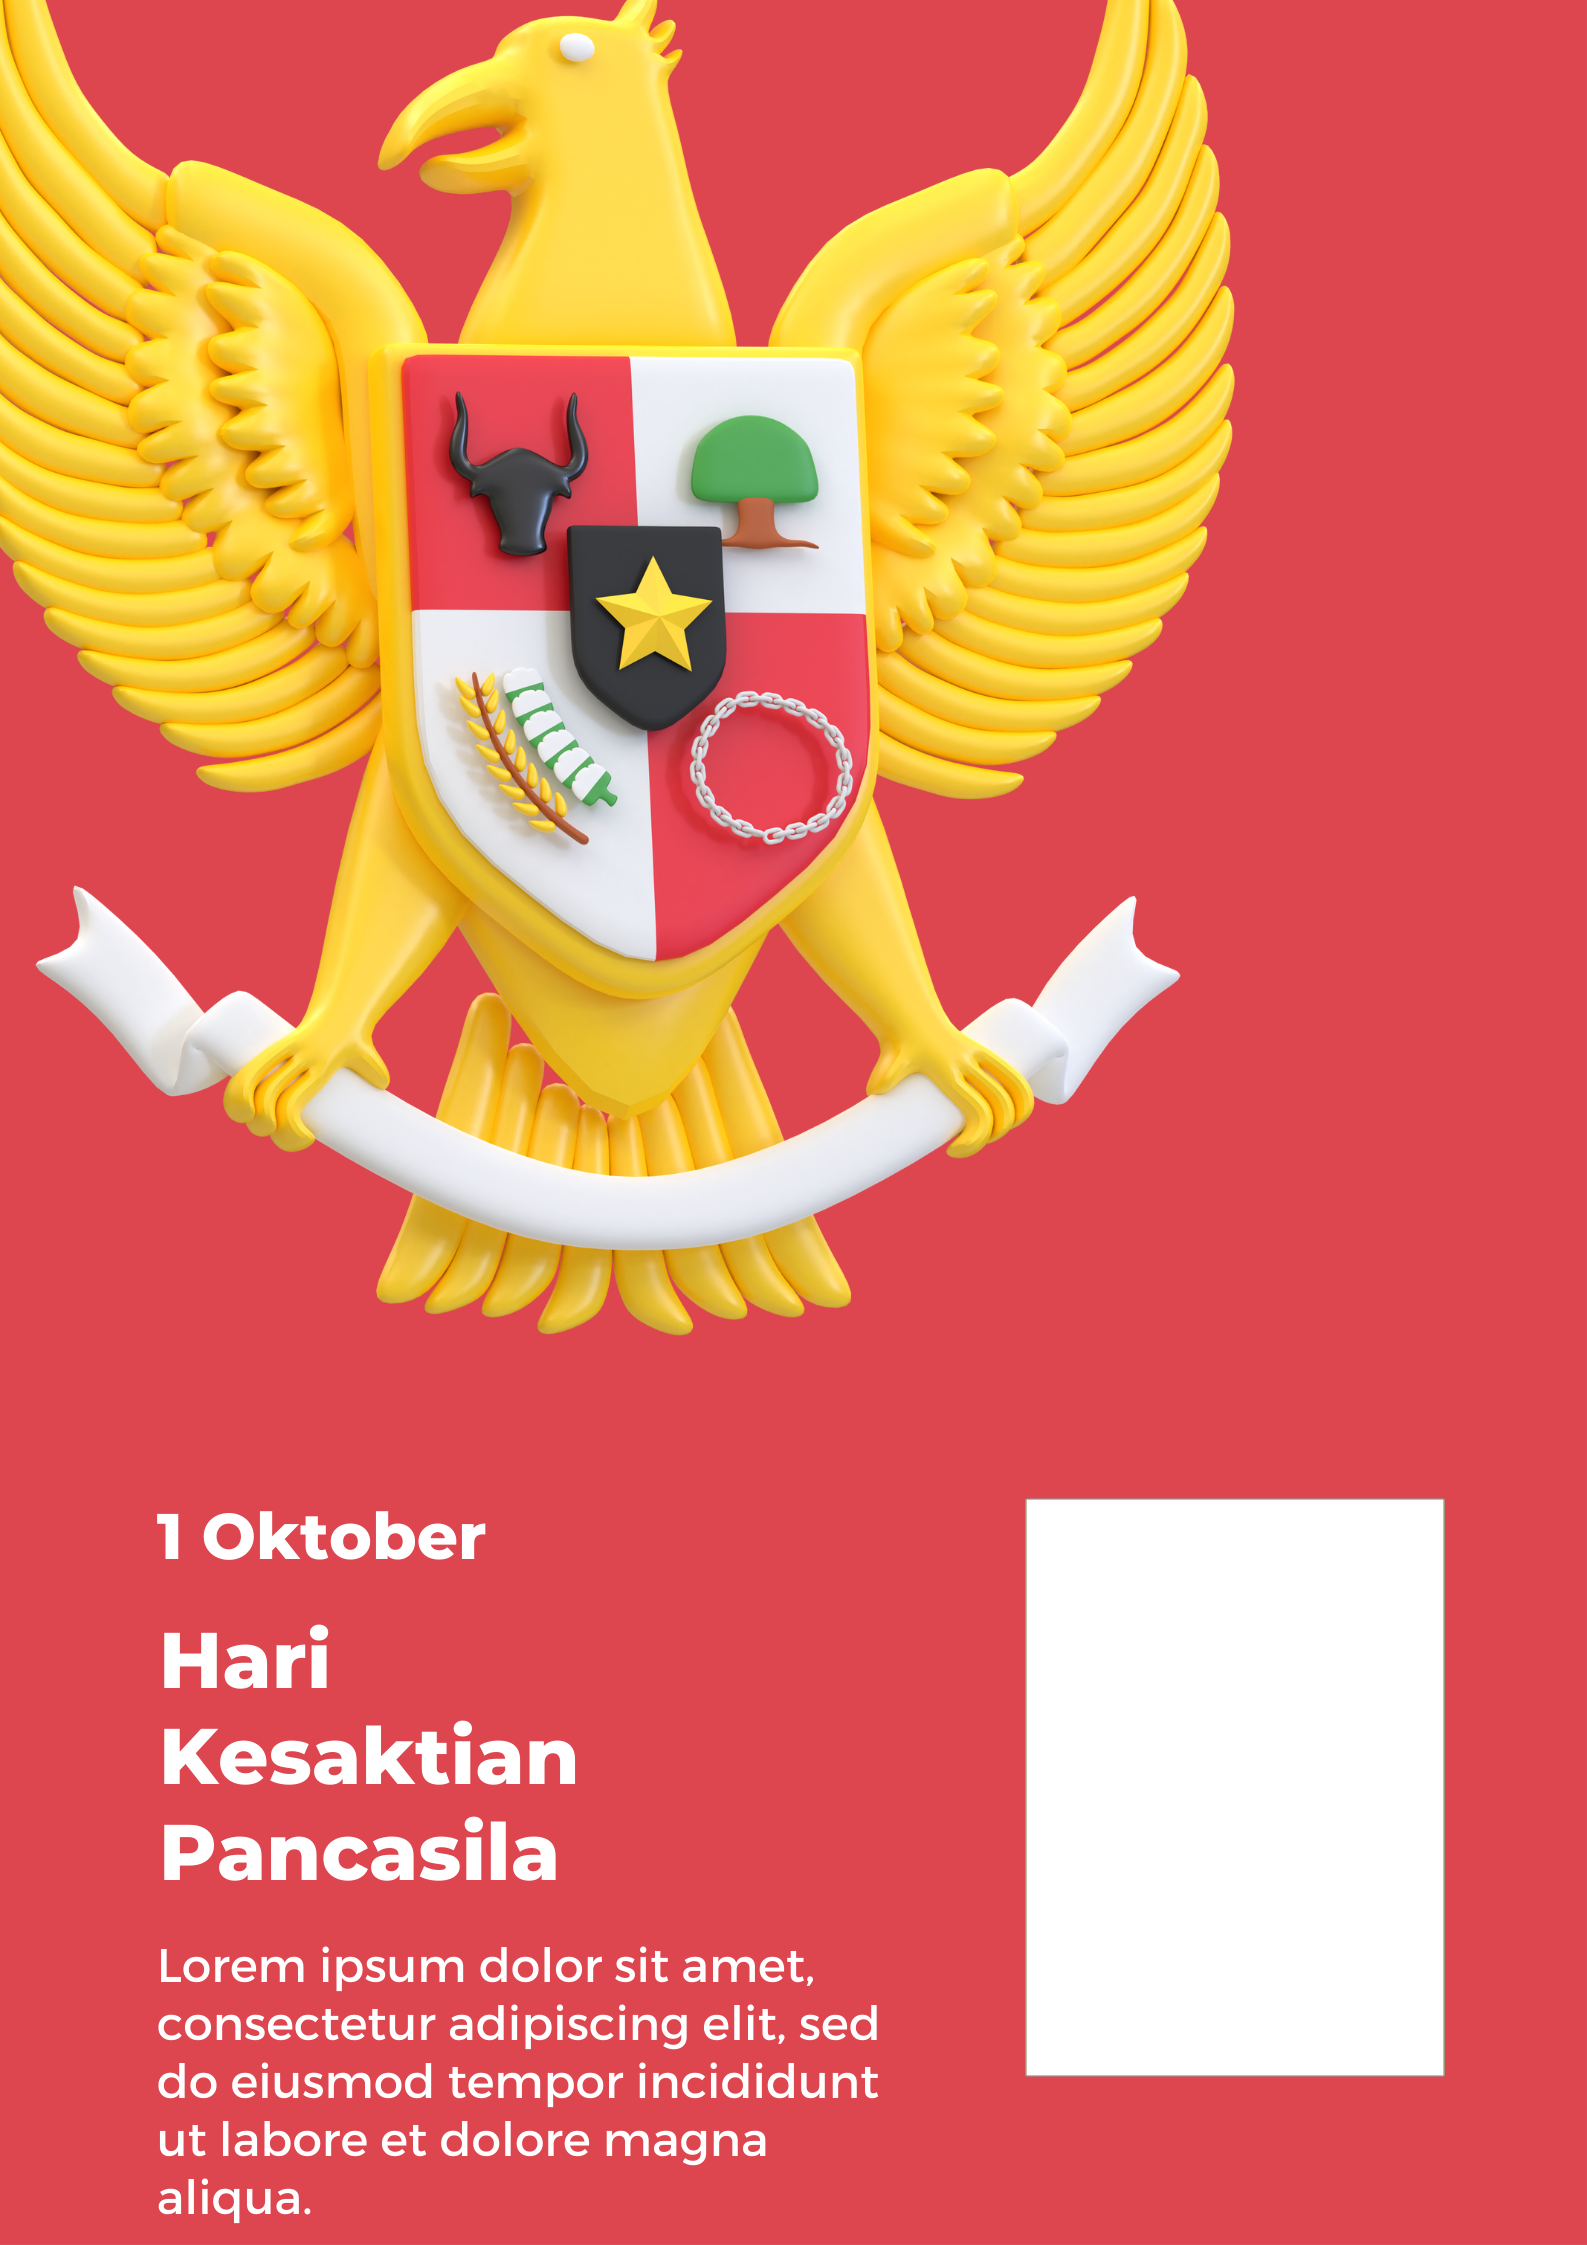 1 Oktober
Hari
Kesaktian
Pancasila
Lorem ipsum dolor sit amet,
consectetur adipiscing elit, sed
do eiusmod tempor incididunt
ut labore et dolore magna
aliqua.